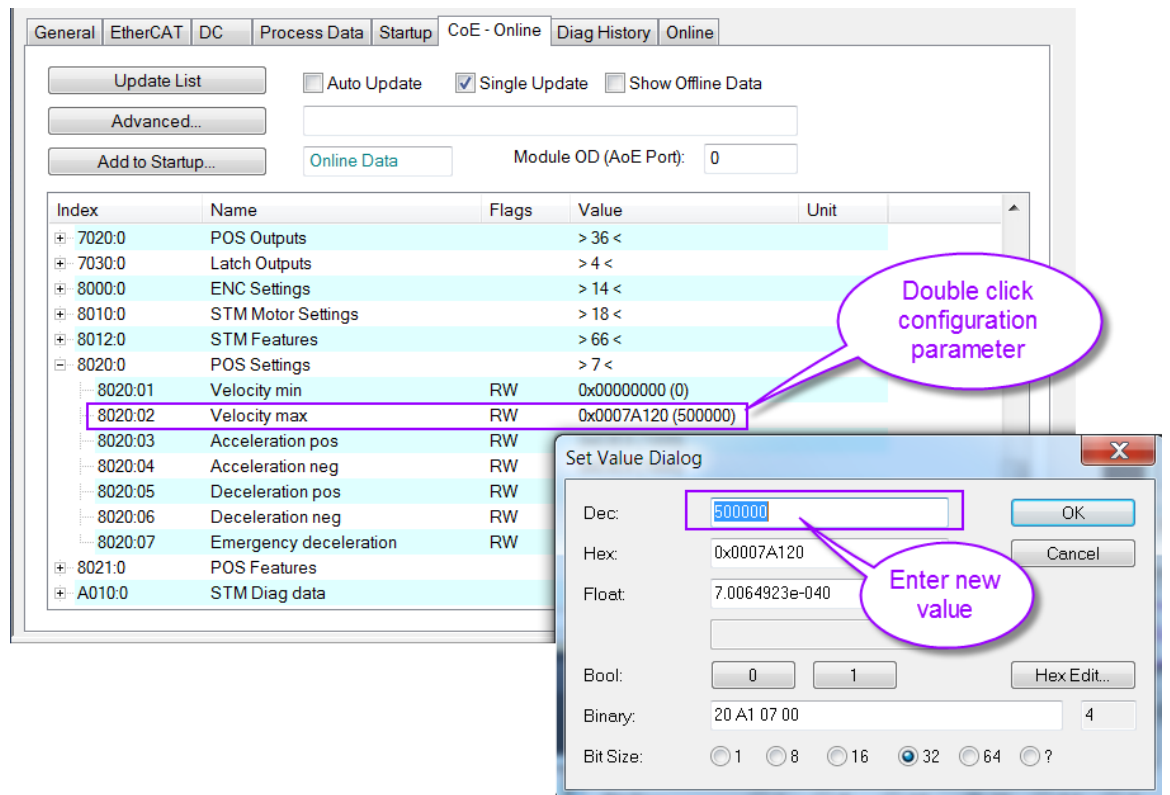 General EtherCAT DC Process Data Startup CoE - Online Diag History Online
Update List Auto Update Single Update Show Offline Data
Advanced...
Add to Startup... Online Data Module OD (AoE Port): 0
Index Name Flags Value Unit
7020:0 POS Outputs > 36 <
7030:0 Latch Outputs > 4 <
8000:0 ENC Settings > 14 <
8010:0 STM Motor Settings > 18 <
8012:0 STM Features > 66 <
8020:0 POS Settings > 7 <
8020:01 Velocity min RW 0x00000000 (0)
8020:02 Velocity max RW 0x0007A120 (500000)
8020:03 Acceleration pos RW
8020:04 Acceleration neg RW
8020:05 Deceleration pos RW
8020:06 Deceleration neg RW
8020:07 Emergency deceleration RW
8021:0 POS Features
A010:0 STM Diag data
Double click
configuration
parameter
Set Value Dialog X
Dec: 500000 OK
Hex: 0x0007A120 Cancel
Float: 7.0064923e-040
Enter new
value
Bool: 0 1 Hex Edit...
Binary: 20 A1 07 00 4
Bit Size: 1 8 16 32 64 ?